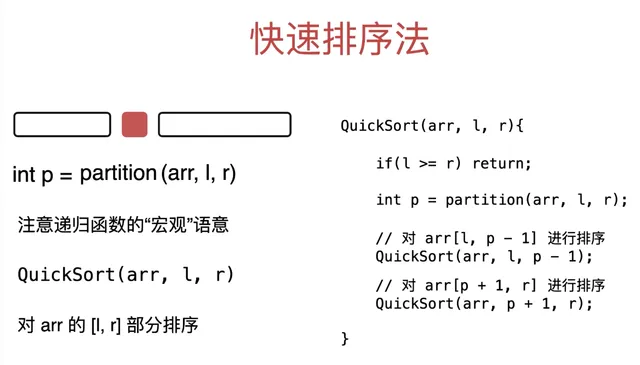 快速排序法
int p = partition (arr, l, r)
注意递归函数的“宏观”语意
QuickSort(arr, l, r)
对 arr 的 [l, r] 部分排序
QuickSort(arr, l, r){
if(l >= r) return;
int p = partition(arr, l, r);
// 对 arr[l, p - 1] 进行排序
QuickSort(arr, l, p - 1);
// 对 arr[p + 1, r] 进行排序
QuickSort(arr, p + 1, r);
}